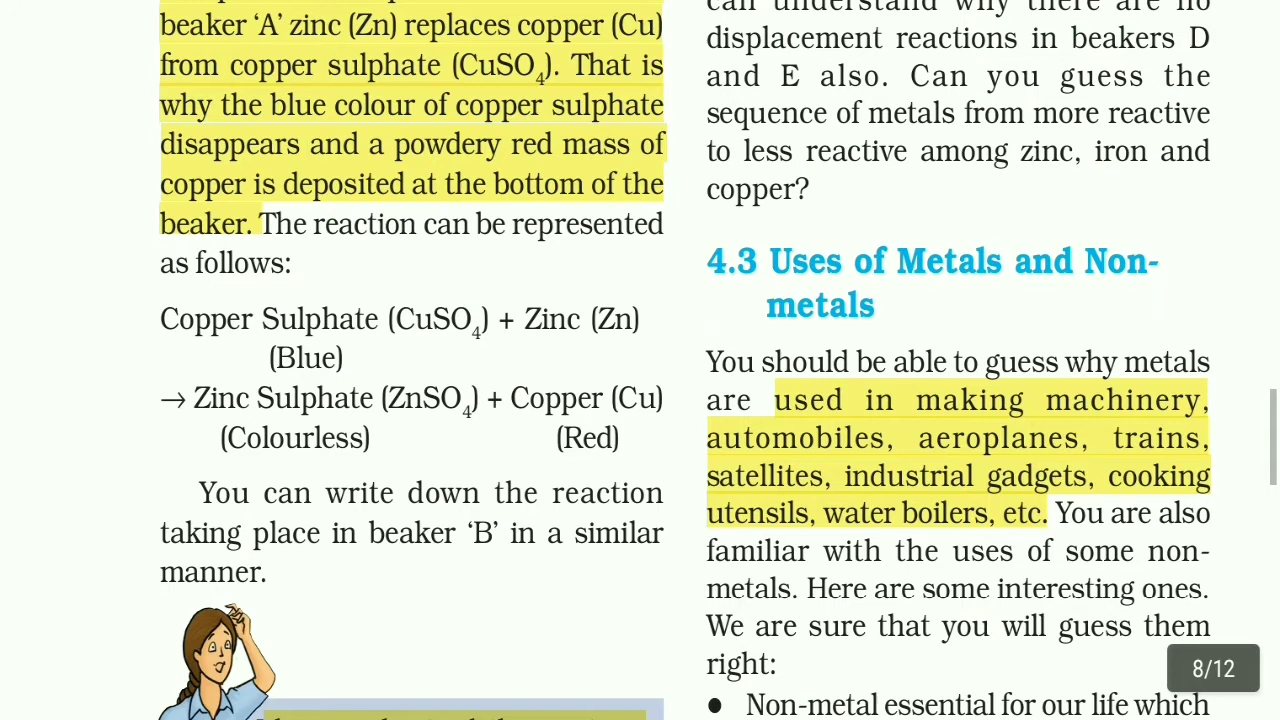 beaker ‘A’ zinc (Zn) replaces copper (Cu)
from copper sulphate (CuSO4). That is
why the blue colour of copper sulphate
disappears and a powdery red mass of
copper is deposited at the bottom of the
beaker. The reaction can be represented
as follows:
Copper Sulphate (CuSO4) + Zinc (Zn)
(Blue)
→ Zinc Sulphate (ZnSO4) + Copper (Cu)
(Colourless) (Red)
You can write down the reaction
taking place in beaker ‘B’ in a similar
manner.
can understand why there are no
displacement reactions in beakers D
and E also. Can you guess the
sequence of metals from more reactive
to less reactive among zinc, iron and
copper?
4.3 Uses of Metals and Non-
metals
You should be able to guess why metals
are used in making machinery,
automobiles, aeroplanes, trains,
satellites, industrial gadgets, cooking
utensils, water boilers, etc. You are also
familiar with the uses of some non-
metals. Here are some interesting ones.
We are sure that you will guess them
right:
● Non-metal essential for our life which
8/12